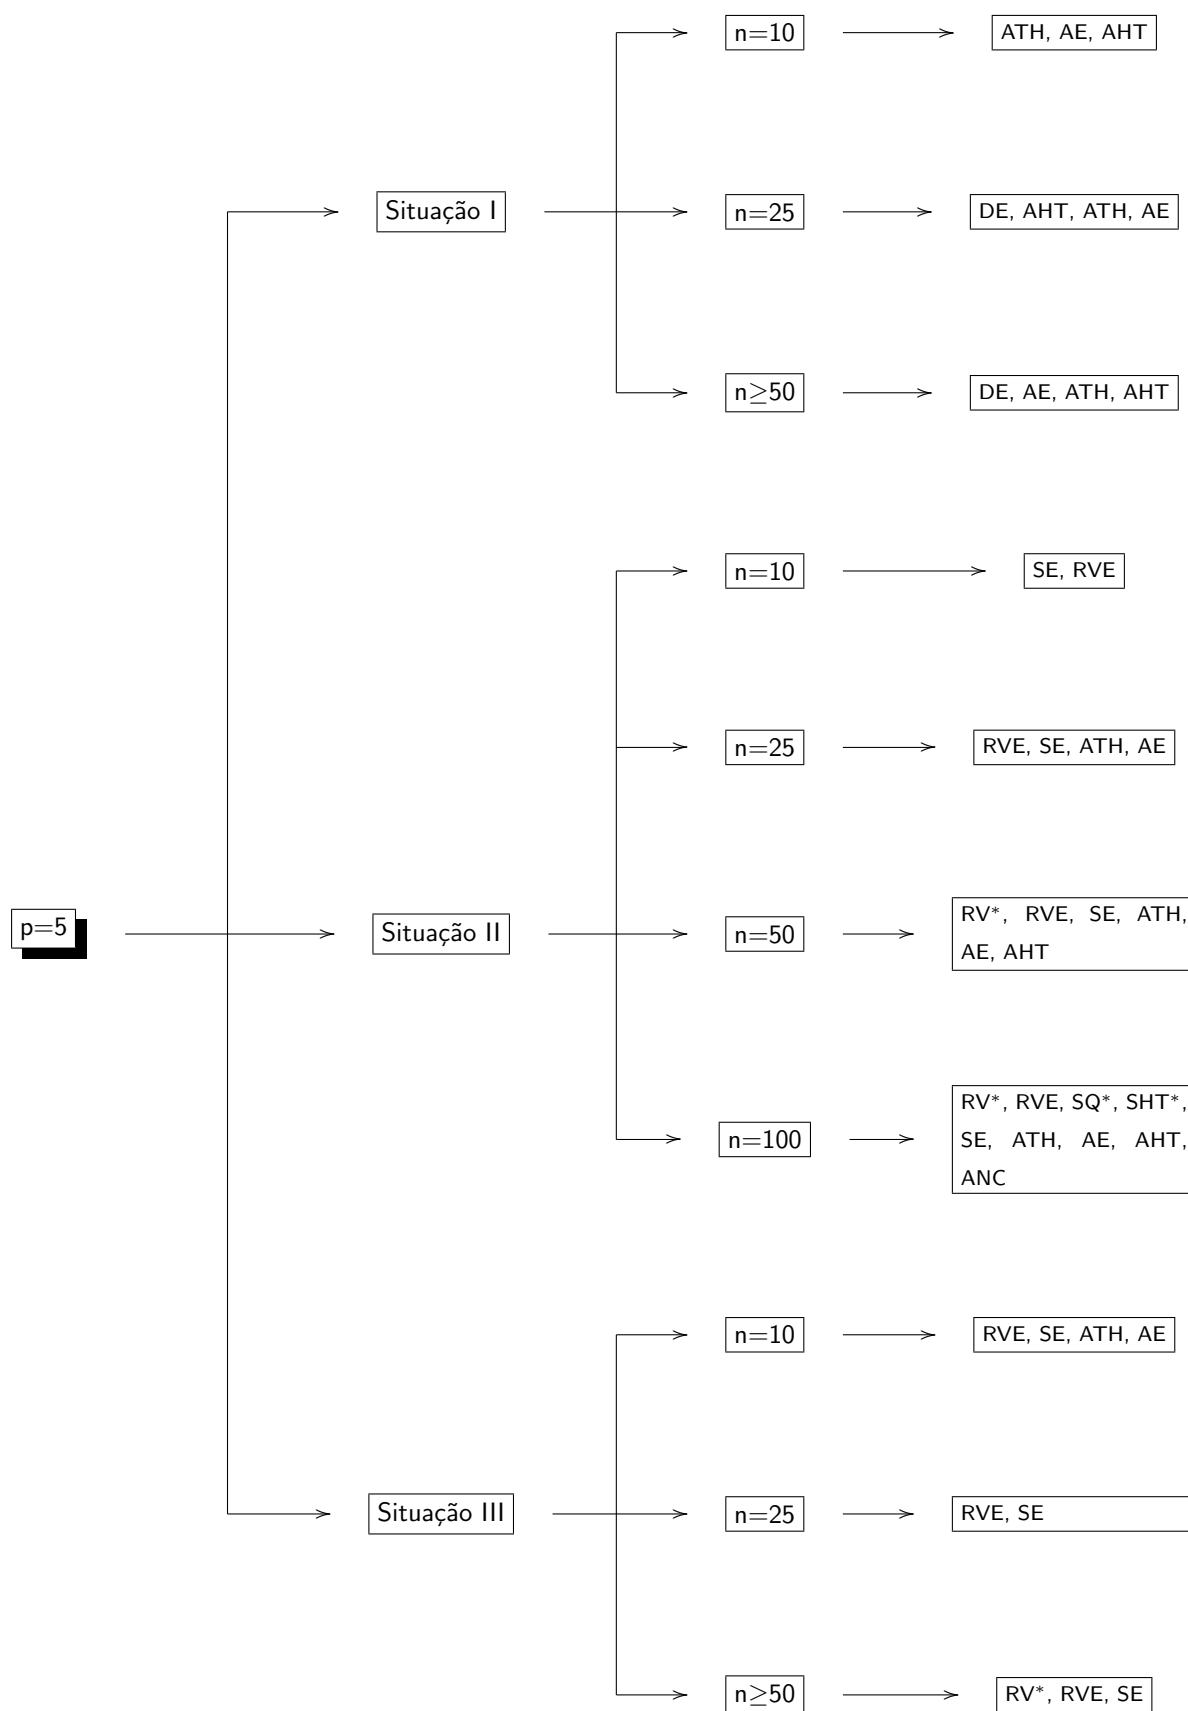 n=10
ATH, AE, AHT
Situação I
n=25
DE, AHT, ATH, AE
n≥50
DE, AE, ATH, AHT
n=10
SE, RVE
n=25
RVE, SE, ATH, AE
p=5
Situação II
n=50
RV*, RVE, SE, ATH,
AE, AHT
n=100
RV*, RVE, SQ*, SHT*,
SE, ATH, AE, AHT,
ANC
n=10
RVE, SE, ATH, AE
Situação III
n=25
RVE, SE
n≥50
RV*, RVE, SE